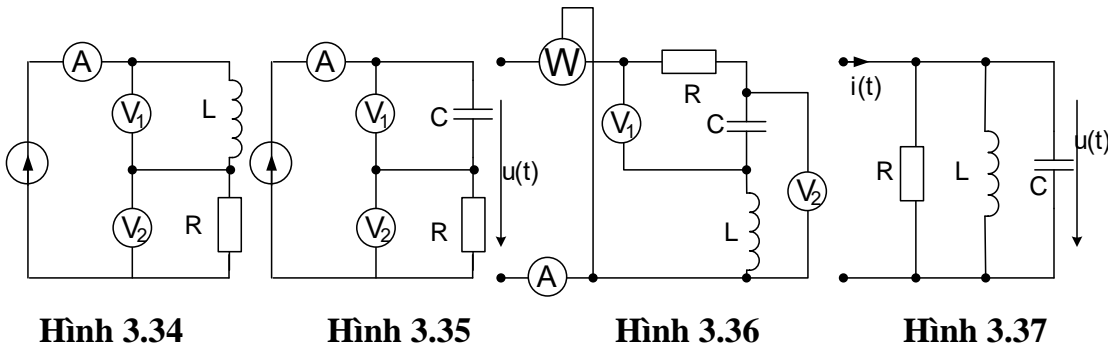 A
V1
L
V2
R
A
V1
C
V2
R
u(t)
W
R
V1
C
V2
L
A
i(t)
R
L
C
u(t)
Hình 3.34
Hình 3.35
Hình 3.36
Hình 3.37